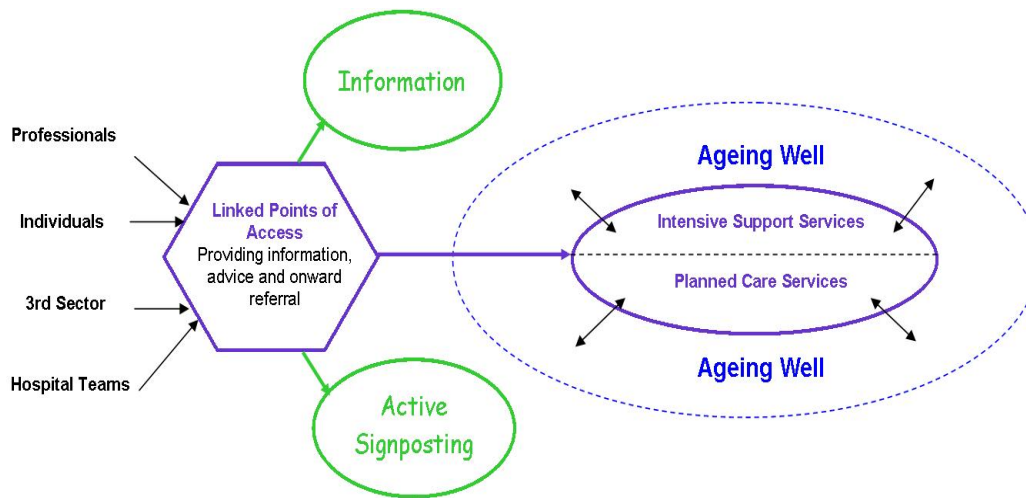 Information
Professionals
Individuals
3rd Sector
Hospital Teams
Linked Points of
Access
Providing information,
advice and onward
referral
Active
Signposting
Ageing Well
Intensive Support Services
Planned Care Services
Ageing Well